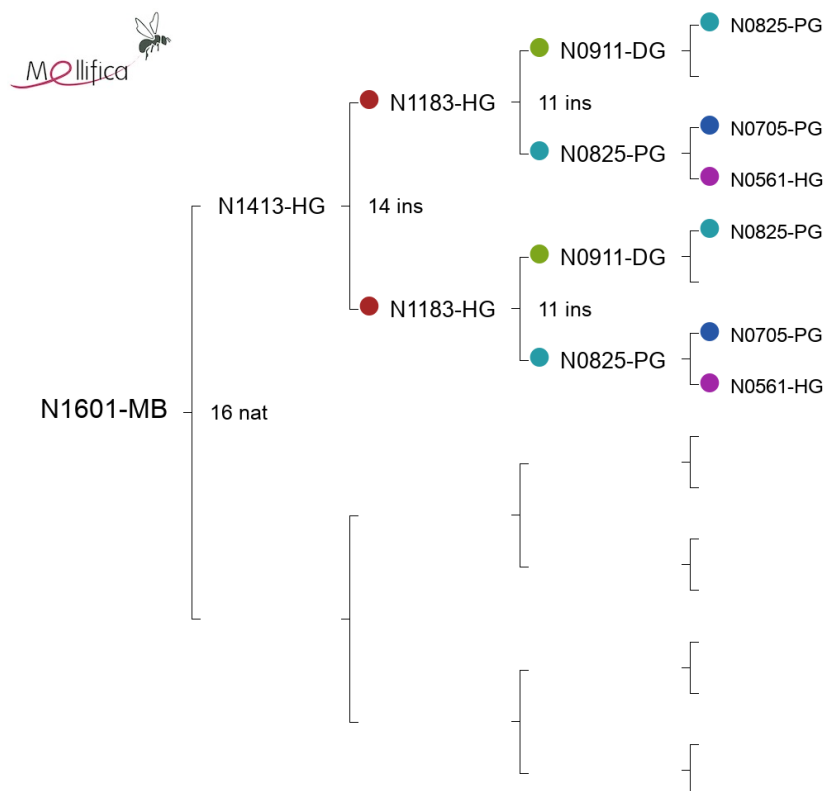 Mellifica
N0825-PG
N0911-DG
N1183-HG
11 ins
N0705-PG
N0825-PG
N0561-HG
N1413-HG
14 ins
N0825-PG
N0911-DG
N1183-HG
11 ins
N0705-PG
N0825-PG
N0561-HG
N1601-MB
16 nat